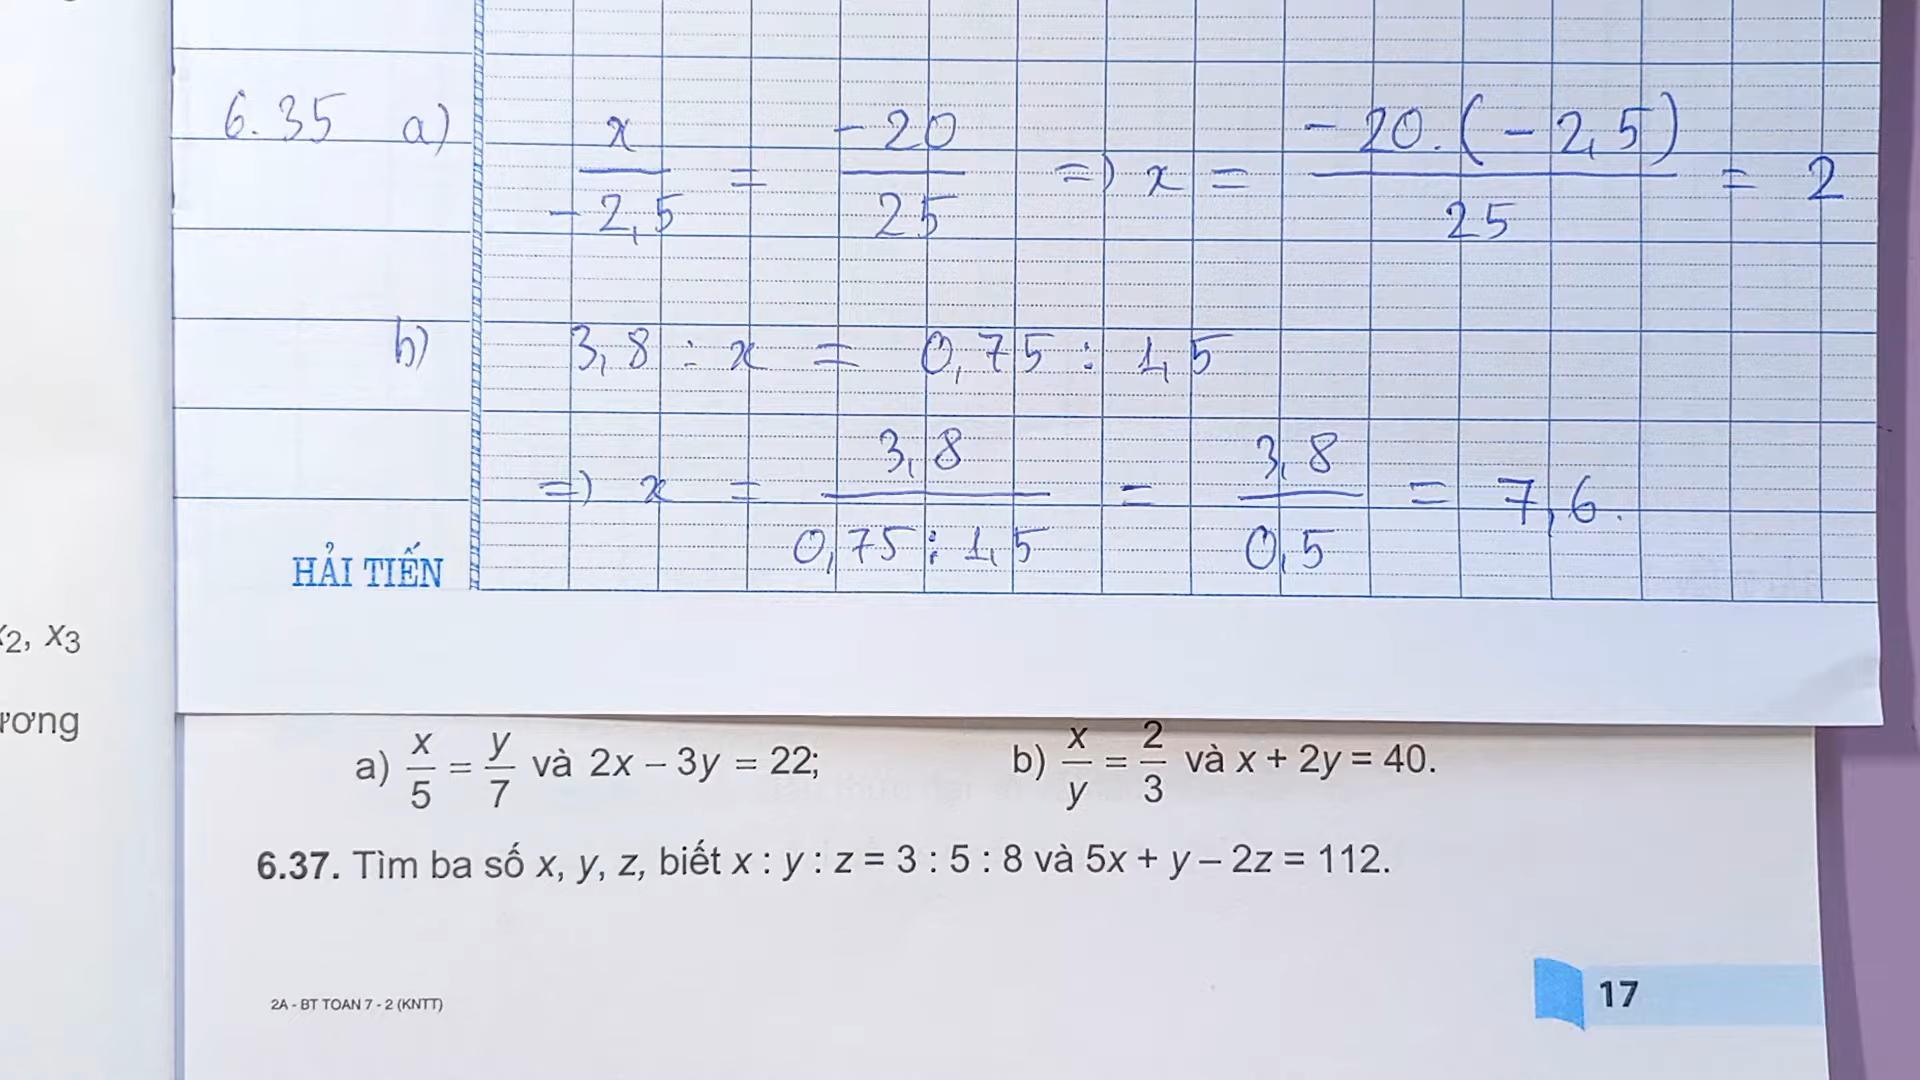 6.35 a) x/-2,5 = -20/25 => x = -20.(-2,5)/25 = 2
b) 3,8 : x = 0,75 : 1,5
=> x = 3,8/0,75 : 1,5 = 3,8/0,5 = 7,6.
HẢI TIẾN
x2, x3
ương
a) x/5 = y/7 và 2x – 3y = 22; b) x/y = 2/3 và x + 2y = 40.
6.37. Tìm ba số x, y, z, biết x : y : z = 3 : 5 : 8 và 5x + y – 2z = 112.
2A - BT TOAN 7 - 2 (KNTT)
17